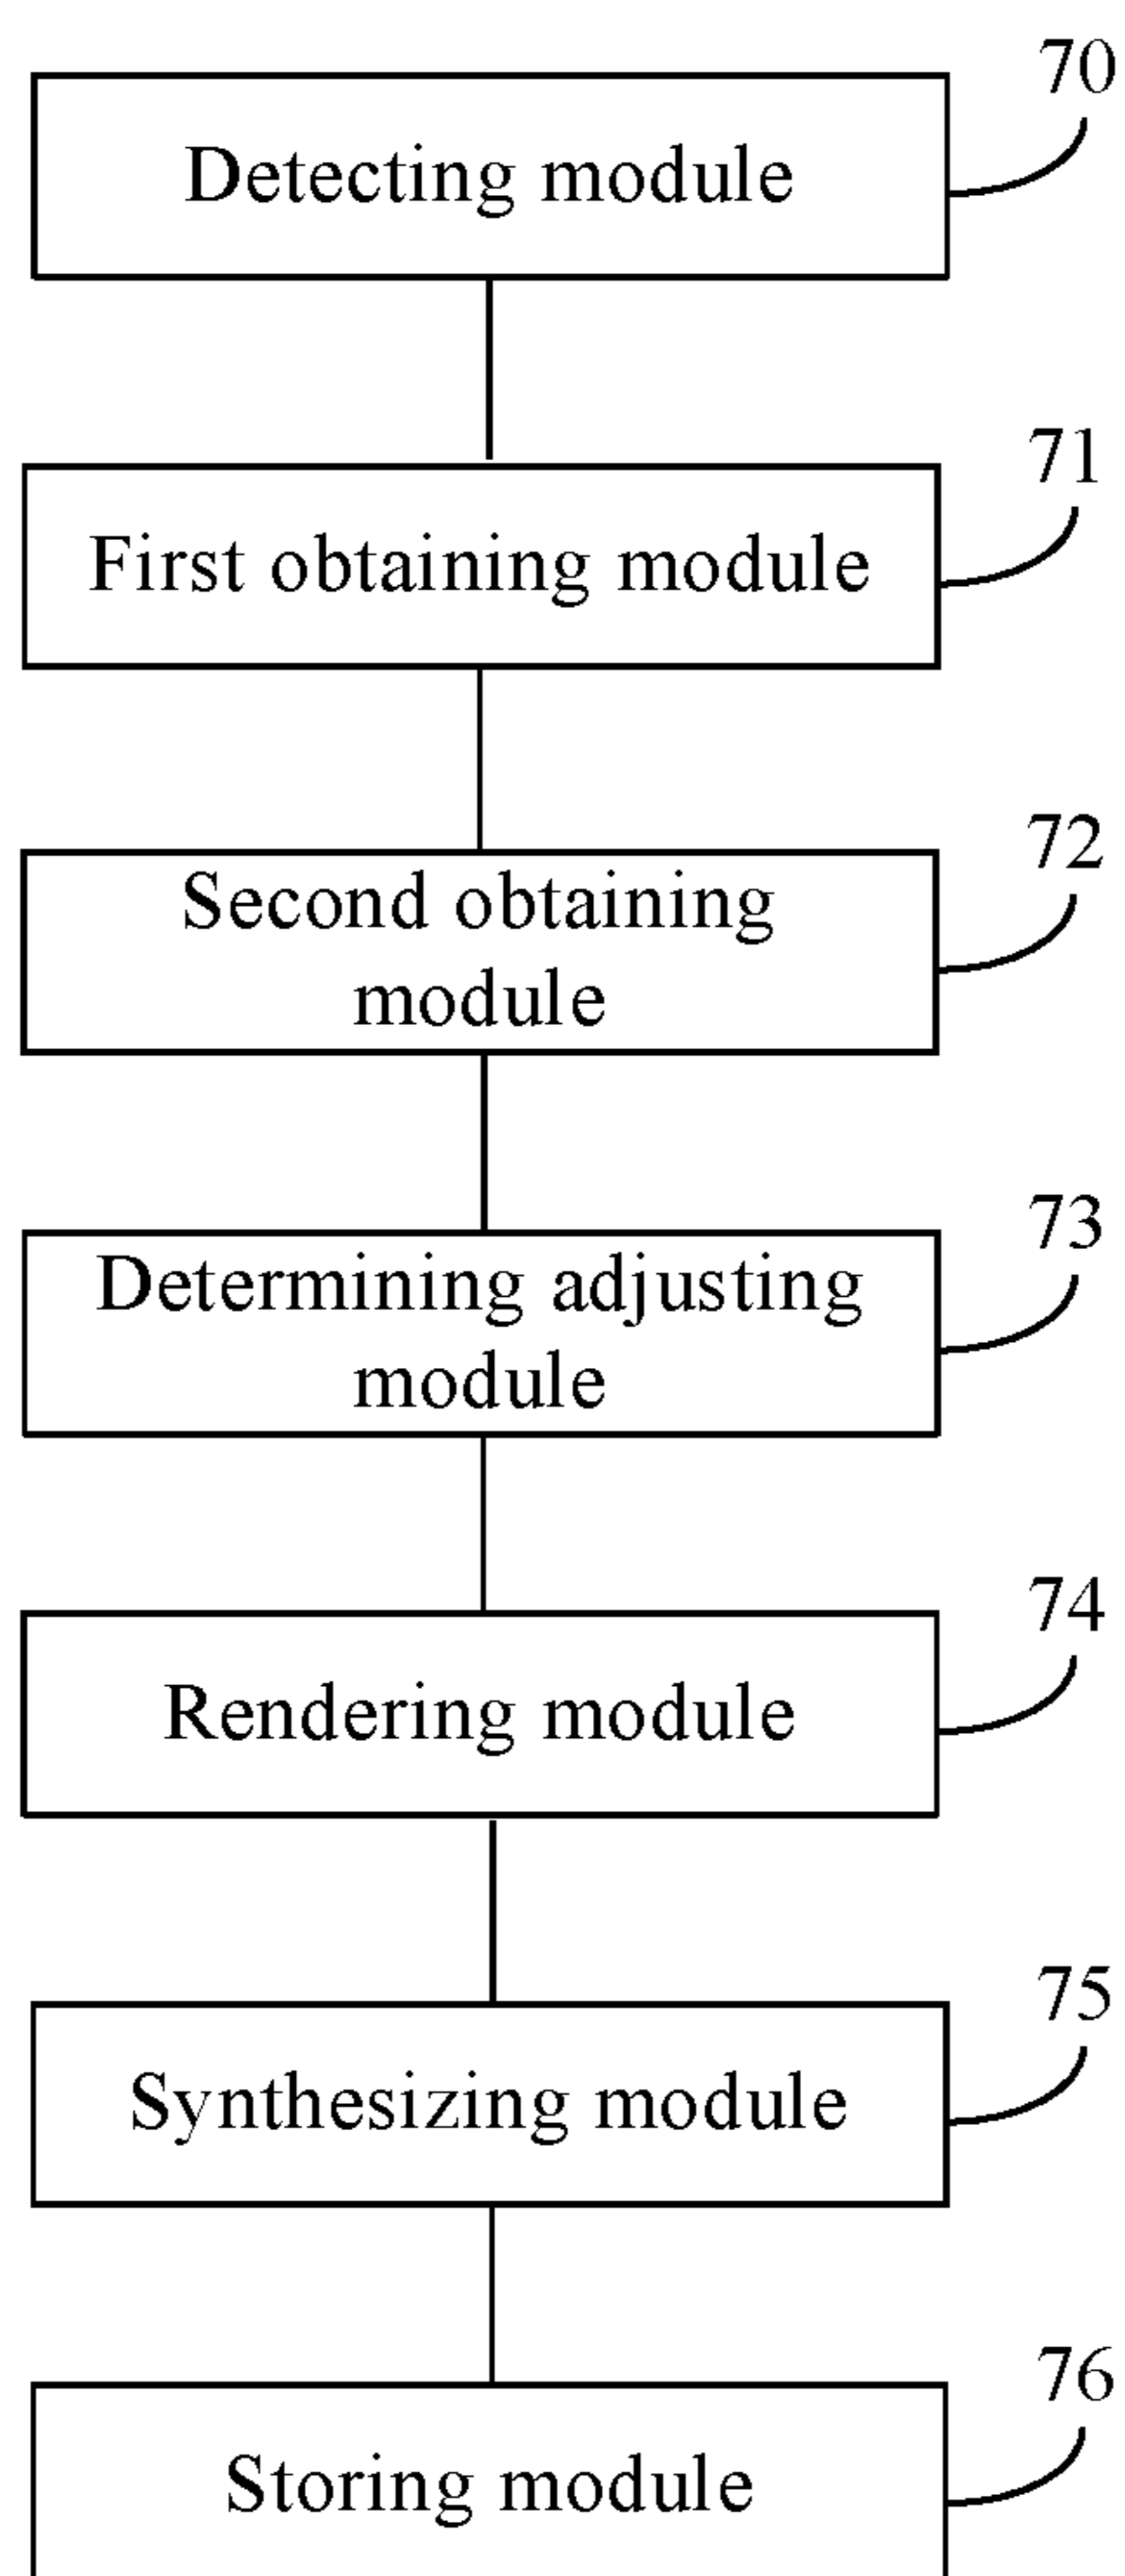 70
Detecting module
71
First obtaining module
72
Second obtaining
module
73
Determining adjusting
module
74
Rendering module
75
Synthesizing module
76
Storing module